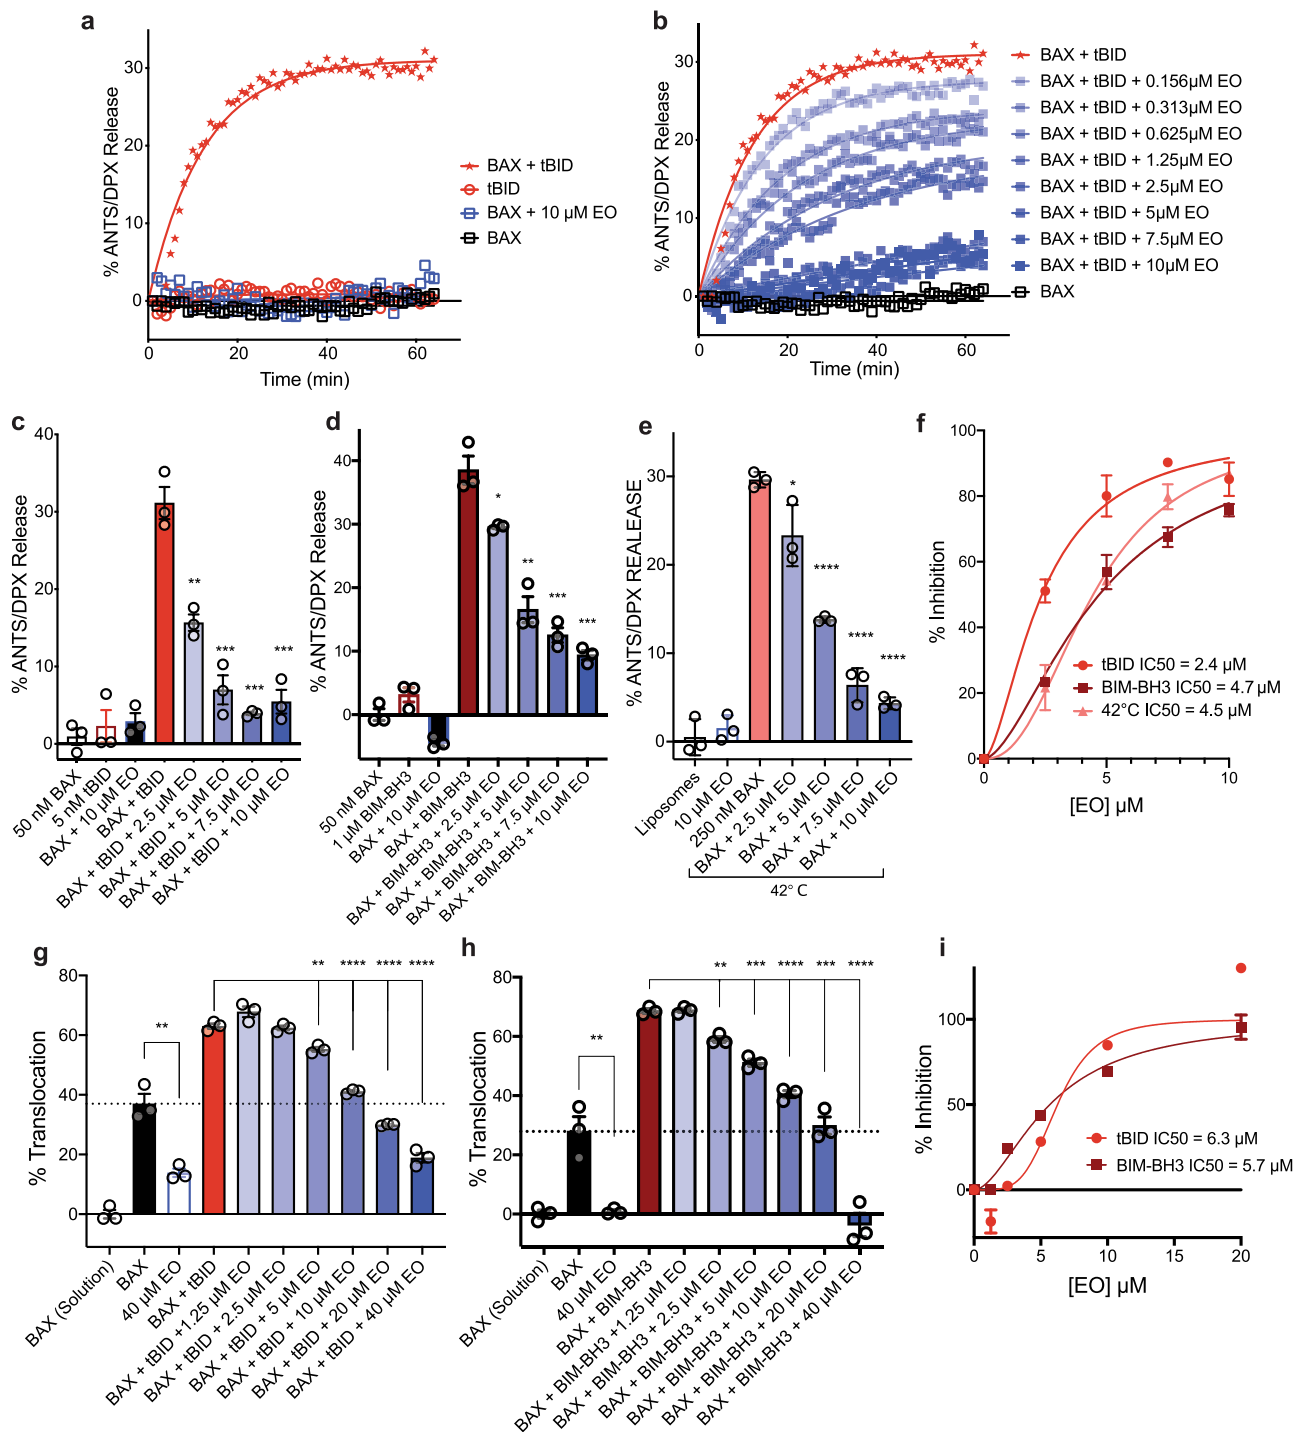 a
% ANTS/DPX Release
30
20
10
0
0
20
40
60
Time (min)
BAX + tBID
tBID
BAX + 10 µM EO
BAX
b
% ANTS/DPX Release
30
20
10
0
0
20
40
60
Time (min)
BAX + tBID
BAX + tBID + 0.156µM EO
BAX + tBID + 0.313µM EO
BAX + tBID + 0.625µM EO
BAX + tBID + 1.25µM EO
BAX + tBID + 2.5µM EO
BAX + tBID + 5µM EO
BAX + tBID + 7.5µM EO
BAX + tBID + 10µM EO
BAX
c
% ANTS/DPX Release
40
30
20
10
0
**
***
***
***
50 nM BAX
5 nM tBID
BAX + 10 µM EO
BAX + tBID
BAX + tBID + 2.5 µM EO
BAX + tBID + 5 µM EO
BAX + tBID + 7.5 µM EO
BAX + tBID + 10 µM EO
d
% ANTS/DPX Release
40
30
20
10
0
*
**
***
***
50 nM BAX
1 µM BIM-BH3
BAX + 10 µM EO
BAX + BIM-BH3
BAX + BIM-BH3 + 2.5 µM EO
BAX + BIM-BH3 + 5 µM EO
BAX + BIM-BH3 + 7.5 µM EO
BAX + BIM-BH3 + 10 µM EO
e
% ANTS/DPX REALEASE
30
20
10
0
*
****
****
****
Liposomes
10 µM EO
250 nM BAX
BAX + 2.5 µM EO
BAX + 5 µM EO
BAX + 7.5 µM EO
BAX + 10 µM EO
42° C
f
% Inhibition
100
80
60
40
20
0
0
5
10
[EO] µM
tBID IC50 = 2.4 µM
BIM-BH3 IC50 = 4.7 µM
42°C IC50 = 4.5 µM
g
% Translocation
80
60
40
20
0
**
**
****
****
****
BAX (Solution)
BAX
40 µM EO
BAX + tBID
BAX + tBID +1.25 µM EO
BAX + tBID + 2.5 µM EO
BAX + tBID + 5 µM EO
BAX + tBID + 10 µM EO
BAX + tBID + 20 µM EO
BAX + tBID + 40 µM EO
h
% Translocation
80
60
40
20
0
**
**
***
****
***
****
BAX (Solution)
BAX
40 µM EO
BAX + BIM-BH3
BAX + BIM-BH3 +1.25 µM EO
BAX + BIM-BH3 + 2.5 µM EO
BAX + BIM-BH3 + 5 µM EO
BAX + BIM-BH3 + 10 µM EO
BAX + BIM-BH3 + 20 µM EO
BAX + BIM-BH3 + 40 µM EO
i
% Inhibition
100
50
0
0
5
10
15
20
[EO] µM
tBID IC50 = 6.3 µM
BIM-BH3 IC50 = 5.7 µM